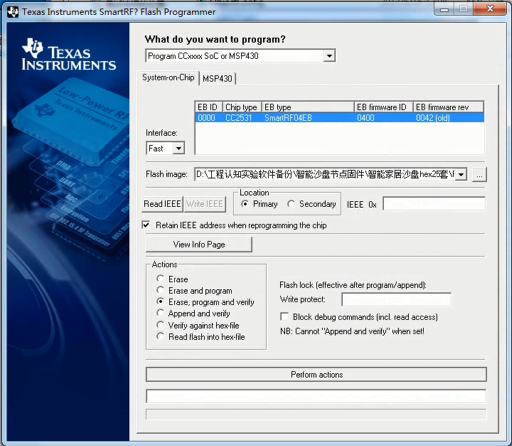 Texas Instruments SmartRF? Flash Programmer
TEXAS
INSTRUMENTS
Low-Power RF
What do you want to program?
Program CCxxxx SoC or MSP430
System-on-Chip
MSP430
EB ID Chip type EB type EB firmware ID EB firmware rev
0000 CC2531 SmartRF04EB 0400 0042 (old)
Interface:
Fast
Flash image: D:\工程认知实验软件备份\智能沙盘节点固件\智能家居沙盘hex25套\
...
Location
Read IEEE Write IEEE Primary Secondary IEEE 0x
Retain IEEE address when reprogramming the chip
View Info Page
Actions
Erase
Erase and program
Erase, program and verify
Append and verify
Verify against hex-file
Read flash into hex-file
Flash lock (effective after program/append):
Write protect:
Block debug commands (incl. read access)
NB: Cannot "Append and verify" when set!
Perform actions